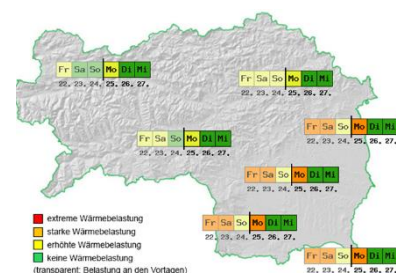 Fr Sa So Mo Di Mi
22. 23. 24. 25. 26. 27.
Fr Sa So Mo Di Mi
22. 23. 24. 25. 26. 27.
Fr Sa So Mo Di Mi
22. 23. 24. 25. 26. 27.
Fr Sa So Mo Di Mi
22. 23. 24. 25. 26. 27.
Fr Sa So Mo Di Mi
22. 23. 24. 25. 26. 27.
Fr Sa So Mo Di Mi
22. 23. 24. 25. 26. 27.
Fr Sa So Mo Di Mi
22. 23. 24. 25. 26. 27.
extreme Wärmebelastung
starke Wärmebelastung
erhöhte Wärmebelastung
keine Wärmebelastung
(transparent: Belastung an den Vortagen)